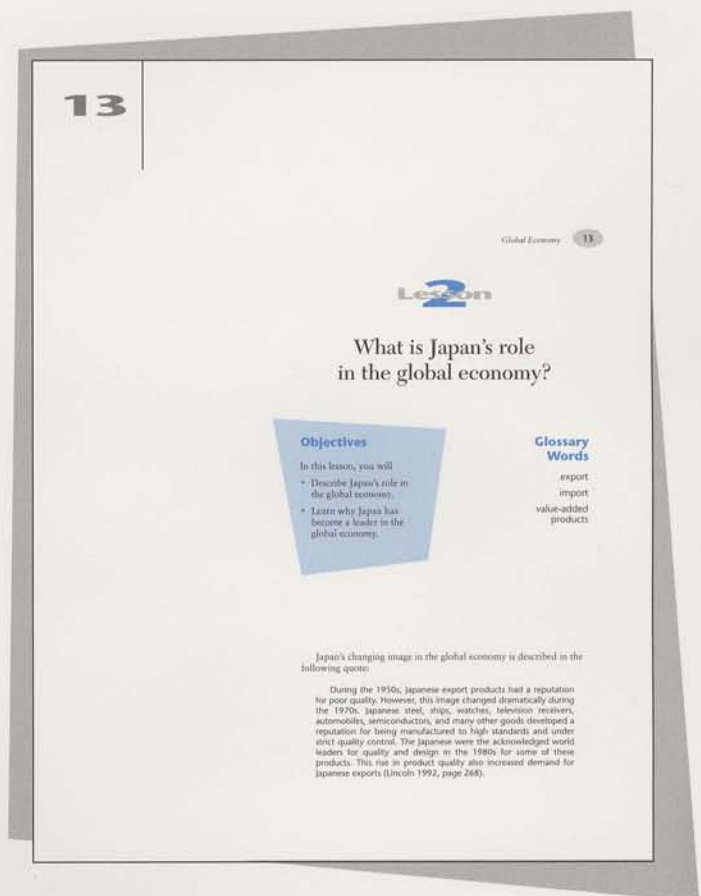 13
Global Economy 13
Lesson 2
What is Japan's role
in the global economy?
Objectives
In this lesson, you will
• Describe Japan's role in
the global economy.
• Learn why Japan has
become a leader in the
global economy.
Glossary
Words
export
import
value-added
products
Japan's changing image in the global economy is described in the
following quote:
During the 1950s, Japanese export products had a reputation
for poor quality. However, this image changed dramatically during
the 1970s. Japanese steel, ships, watches, television receivers,
automobiles, semiconductors, and many other goods developed a
reputation for being manufactured to high standards and under
strict quality control. The Japanese were the acknowledged world
leaders for quality and design in the 1980s for some of these
products. This rise in product quality also increased demand for
Japanese exports (Lincoln 1992, page 268).